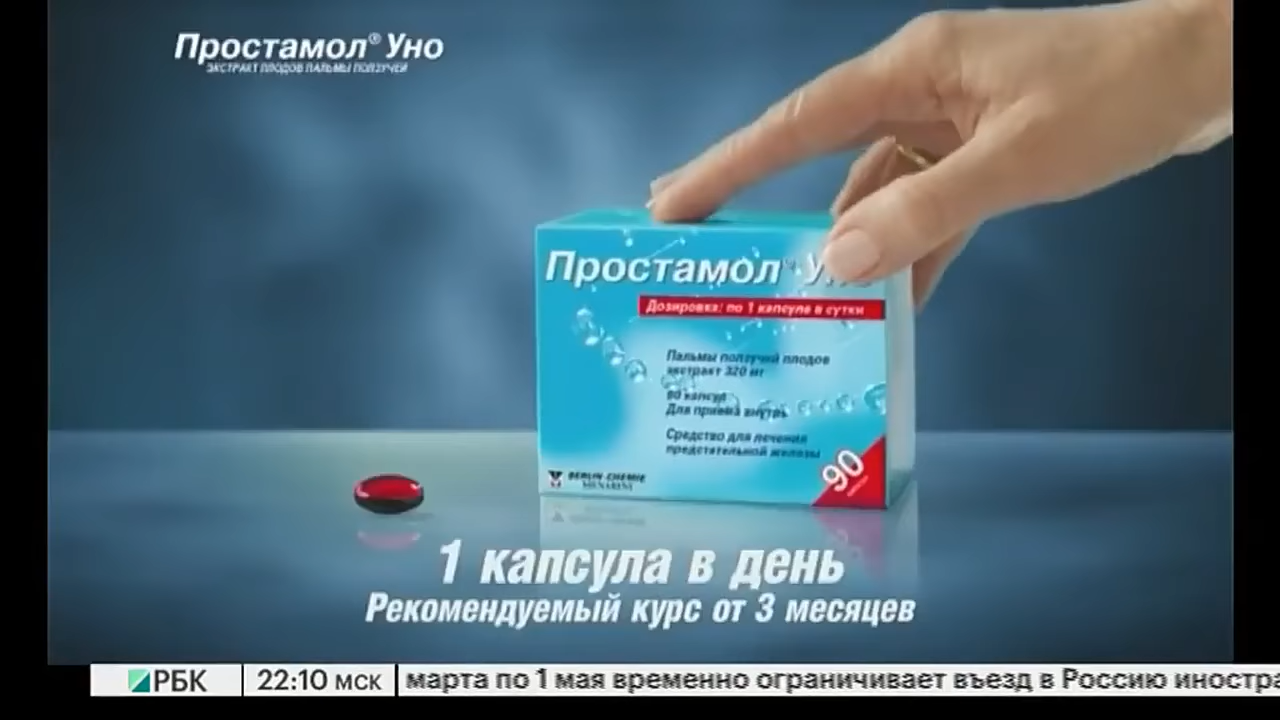 Простамол® Уно
ЭКСТРАКТ ПЛОДОВ ПАЛЬМЫ ПОЛЗУЧЕЙ
Простамол® Уно
Дозировка: по 1 капсуле в сутки
Пальмы ползучей плодов
экстракт 320 мг
90 капсул
Для приема внутрь
Средство для лечения
предстательной железы
90
BERLIN-CHEMIE
MENARINI
1 капсула в день
Рекомендуемый курс от 3 месяцев
РБК
22:10 МСК
марта по 1 мая временно ограничивает въезд в Россию иностра